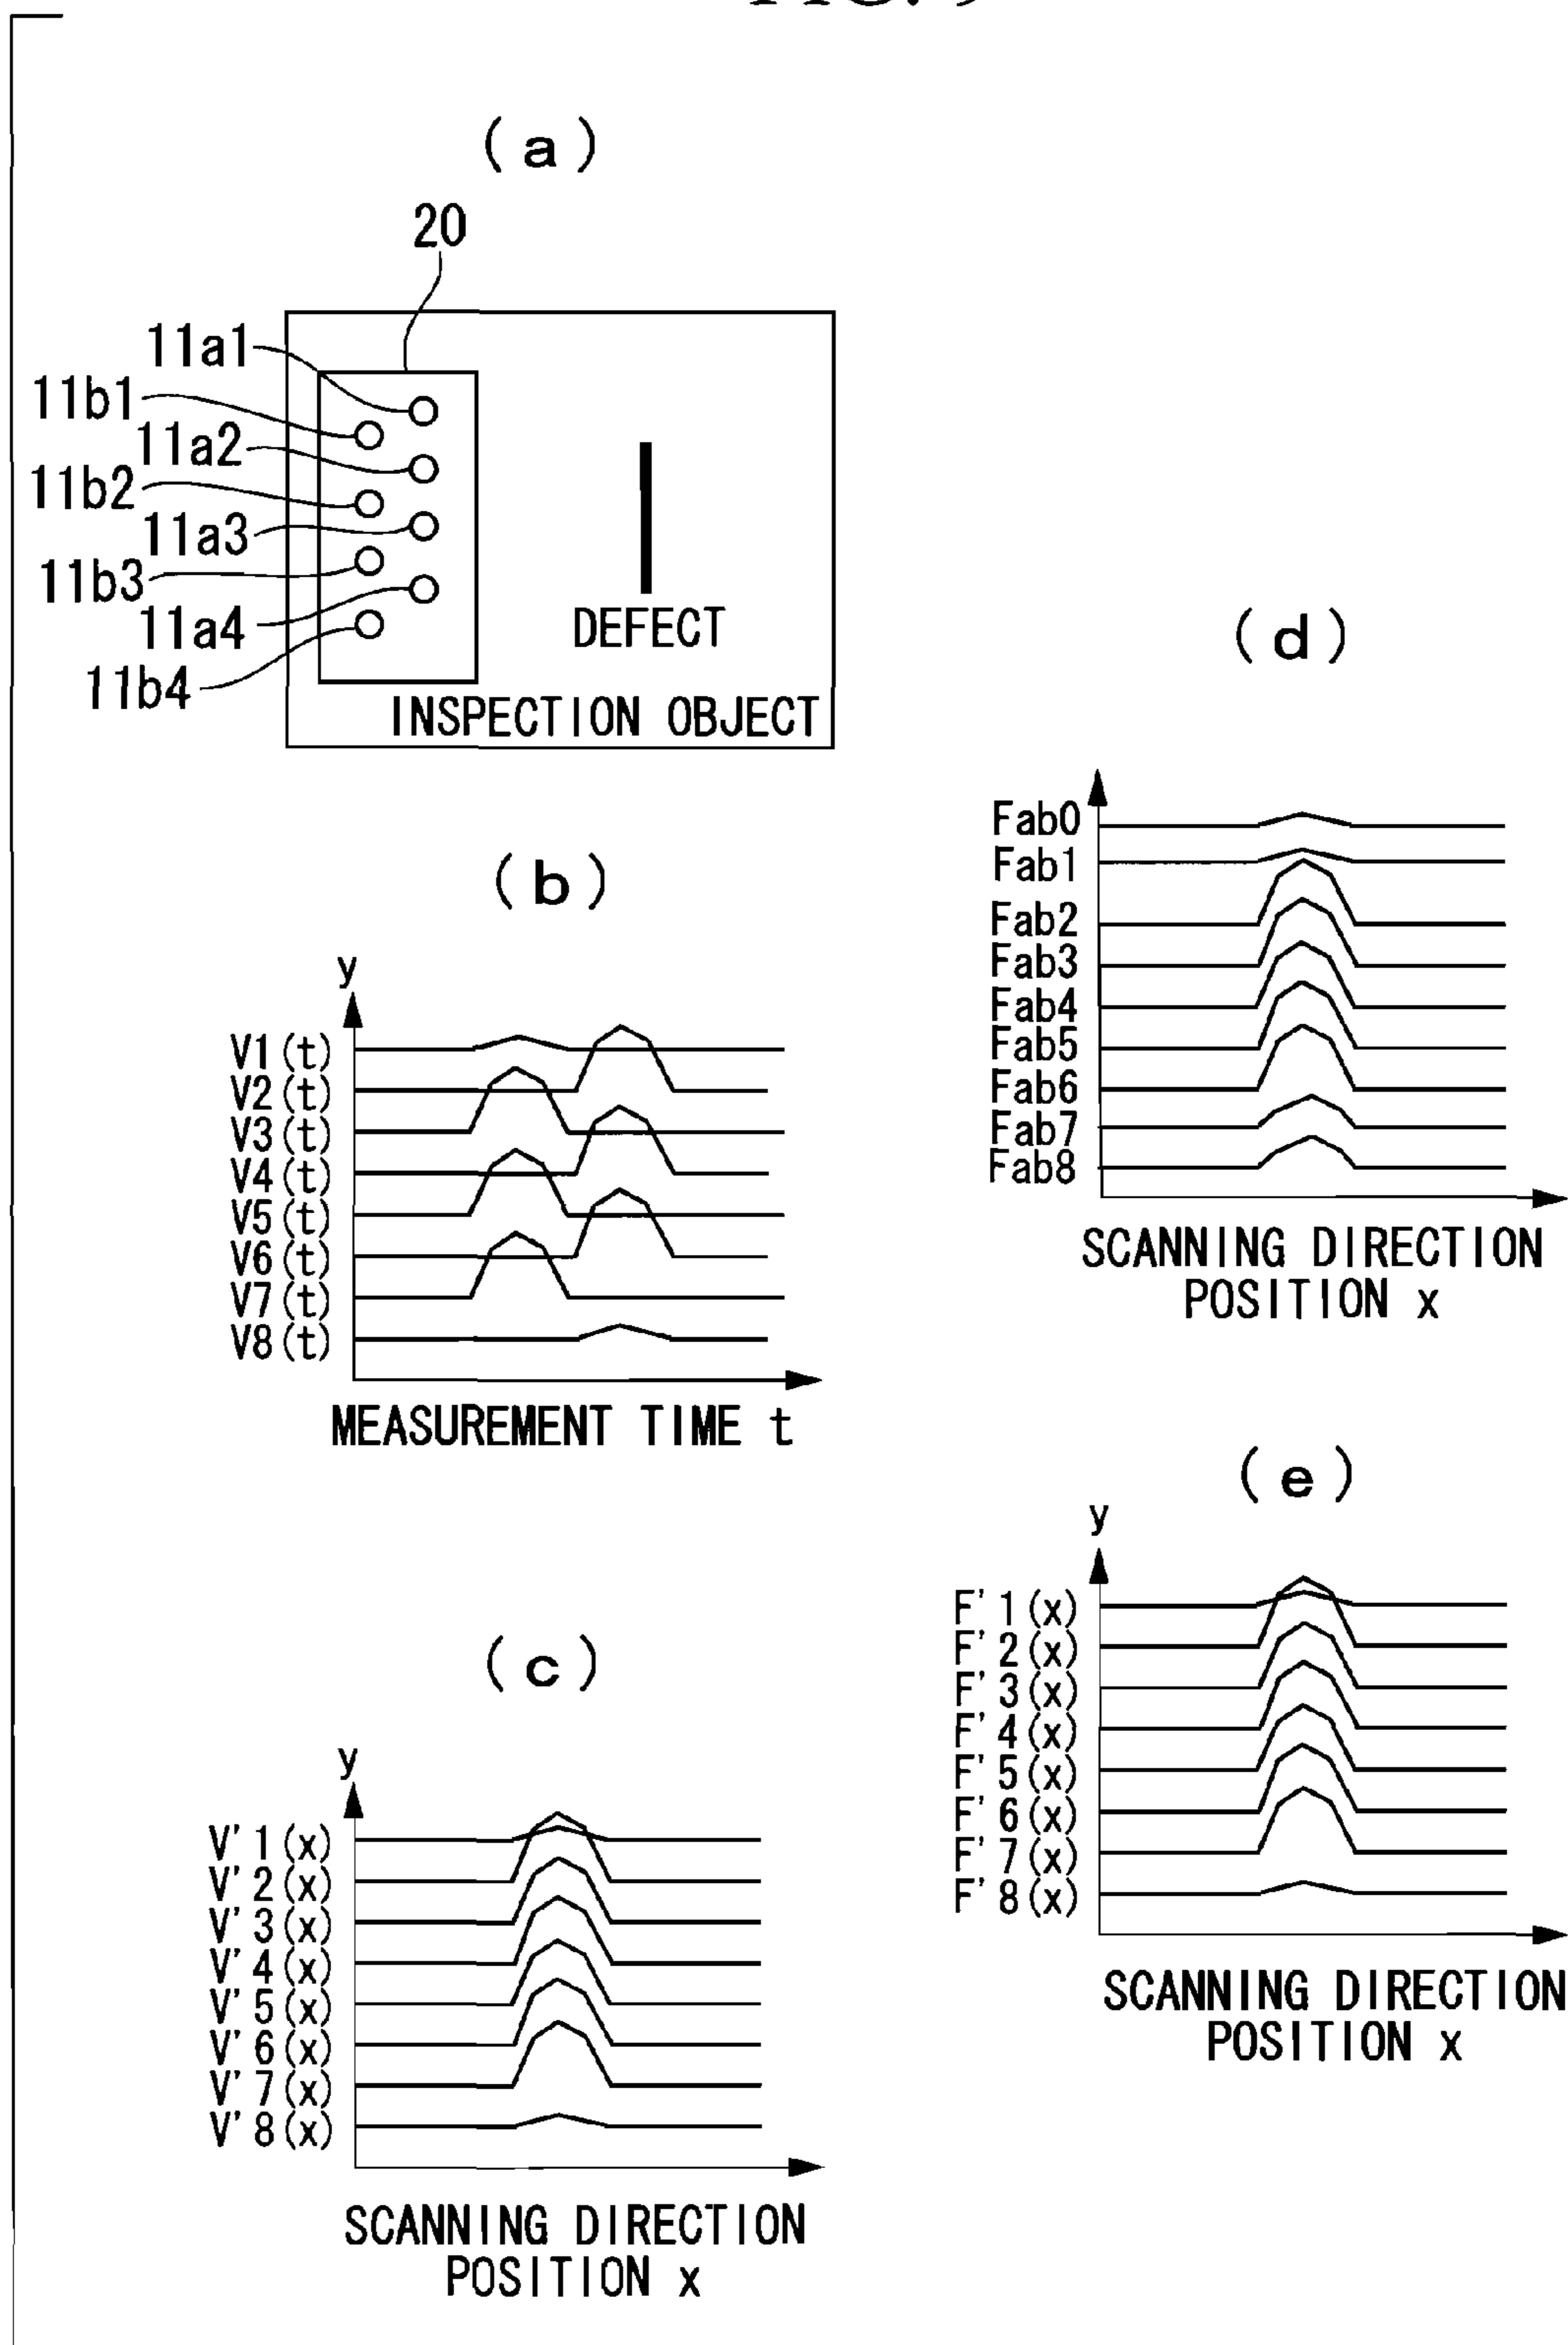 FIG. 9
(a)
20
11a1
11b1
11a2
11b2
11a3
11b3
11a4
11b4
DEFECT
INSPECTION OBJECT
(b)
y
V1(t)
V2(t)
V3(t)
V4(t)
V5(t)
V6(t)
V7(t)
V8(t)
MEASUREMENT TIME t
(c)
y
V'1(x)
V'2(x)
V'3(x)
V'4(x)
V'5(x)
V'6(x)
V'7(x)
V'8(x)
SCANNING DIRECTION
POSITION x
(d)
Fab0
Fab1
Fab2
Fab3
Fab4
Fab5
Fab6
Fab7
Fab8
SCANNING DIRECTION
POSITION x
(e)
y
F'1(x)
F'2(x)
F'3(x)
F'4(x)
F'5(x)
F'6(x)
F'7(x)
F'8(x)
SCANNING DIRECTION
POSITION x